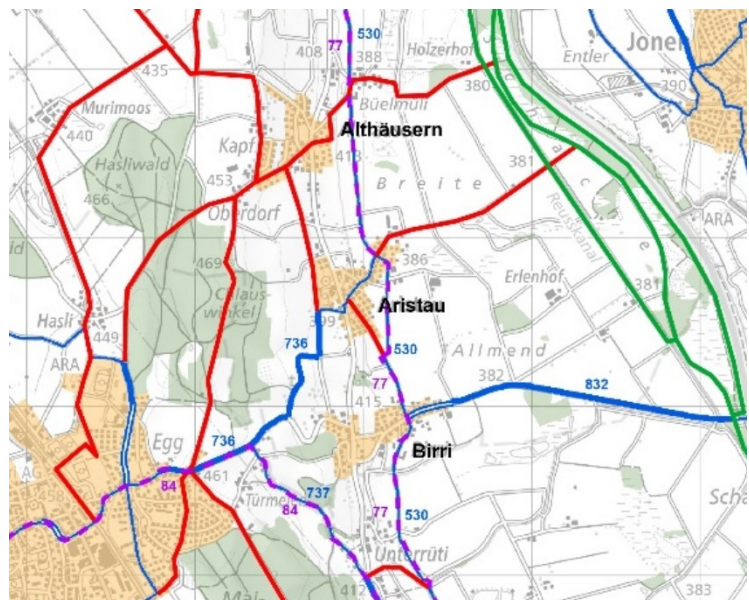 77
530
408
388
Holzerhof
380
Entler
Jonen
390
435
Murimoos
440
Büelmüli
Althäusern
Kapf
413
Hasliwald
466
453
Oberdorf
Breite
381
Reusskanal
ARA
469
386
Erlenhof
381
Calaus-
winkel
Aristau
399
Hasli
449
ARA
736
530
77
Allmend
382
832
415
Egg
736
Birri
84
461
737
84
77
530
Unterrüti
412
383